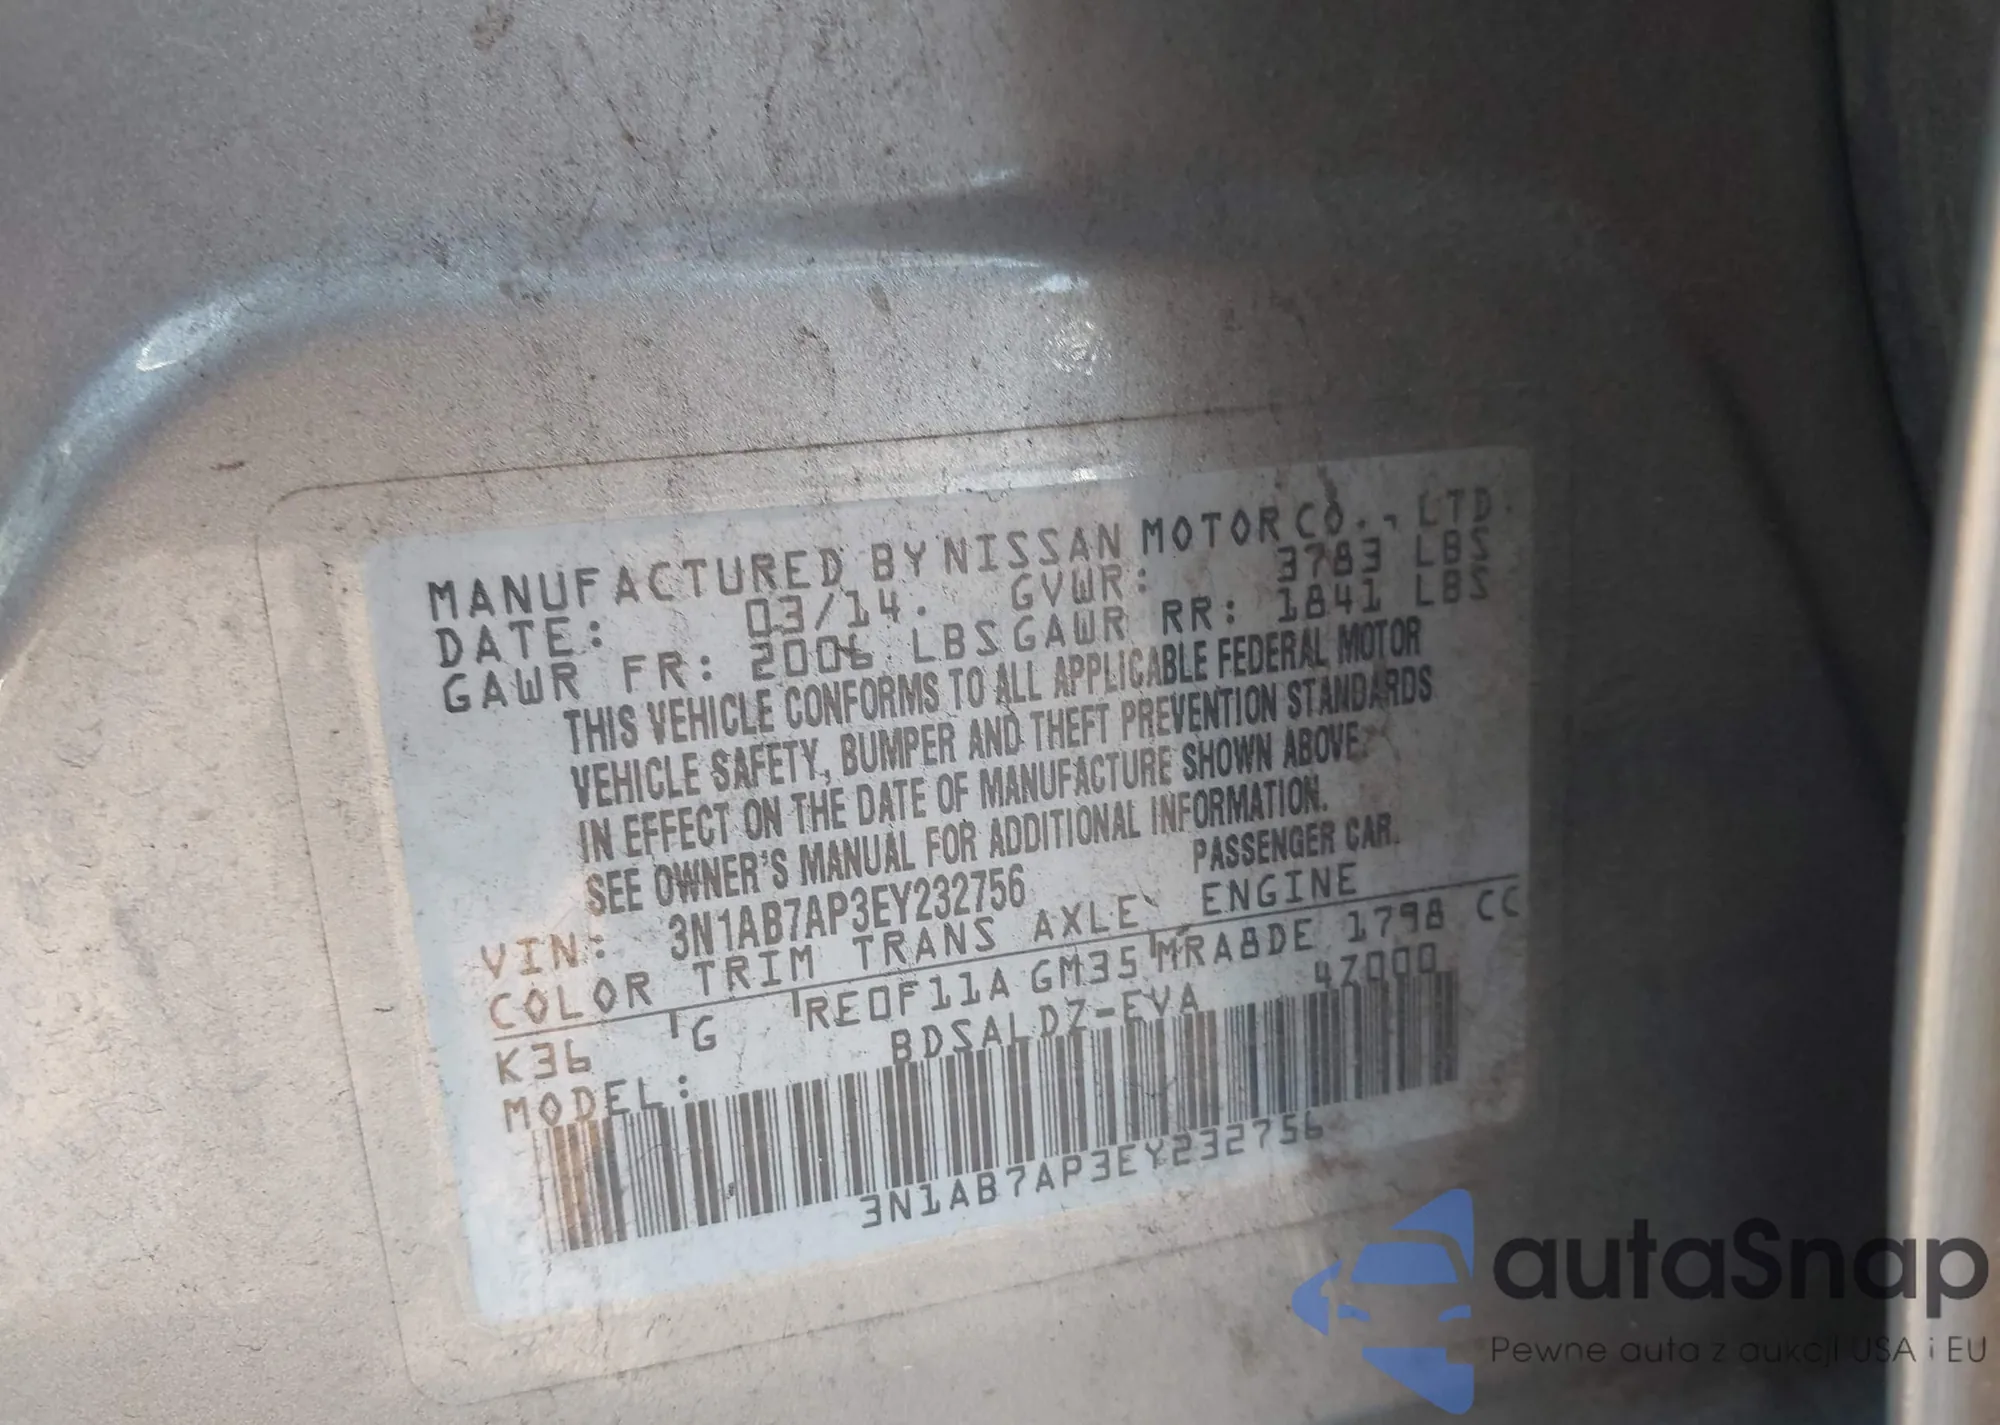 MANUFACTURED BY NISSAN MOTOR CO., LTD.
DATE: 03/14. GVWR: 3783 LBS
GAWR FR: 2006 LBS GAWR RR: 1841 LBS
THIS VEHICLE CONFORMS TO ALL APPLICABLE FEDERAL MOTOR
VEHICLE SAFETY, BUMPER AND THEFT PREVENTION STANDARDS
IN EFFECT ON THE DATE OF MANUFACTURE SHOWN ABOVE.
SEE OWNER'S MANUAL FOR ADDITIONAL INFORMATION.
VIN: 3N1AB7AP3EY232756 PASSENGER CAR.
COLOR TRIM TRANS AXLE ENGINE
K36 G RE0F11A GM35 MRA8DE 1798 CC
MODEL: BDSALDZ-EVA 4Z000
3N1AB7AP3EY232756
autaSnap
Pewne auta z aukcji USA i EU